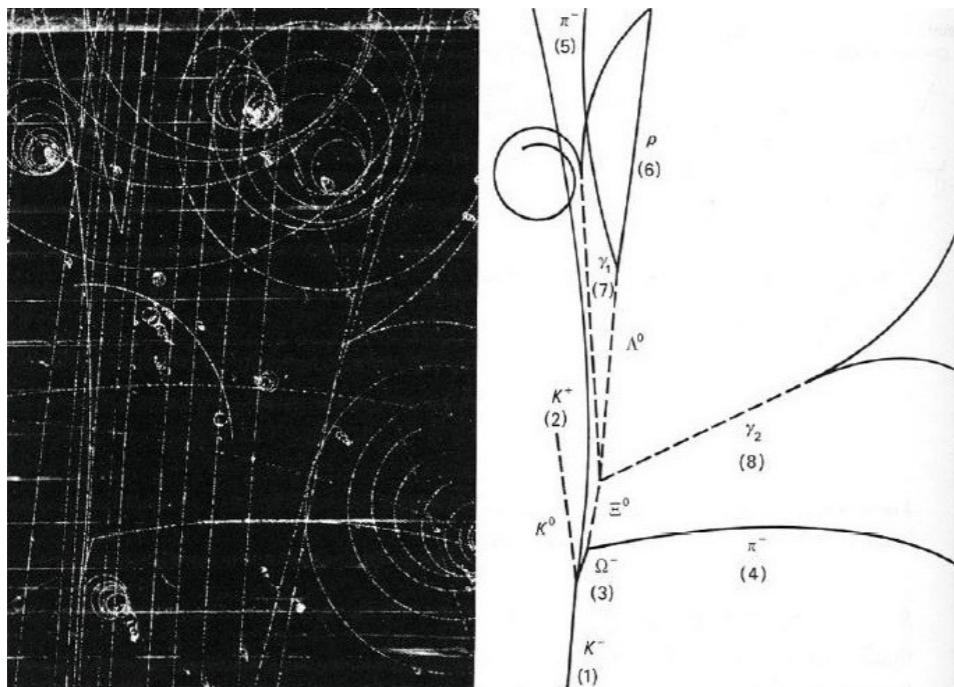 π⁻
(5)
p
(6)
γ₁
(7)
Λ⁰
K⁺
(2)
γ₂
(8)
Ξ⁰
K⁰
Ω⁻
(3)
π⁻
(4)
K⁻
(1)